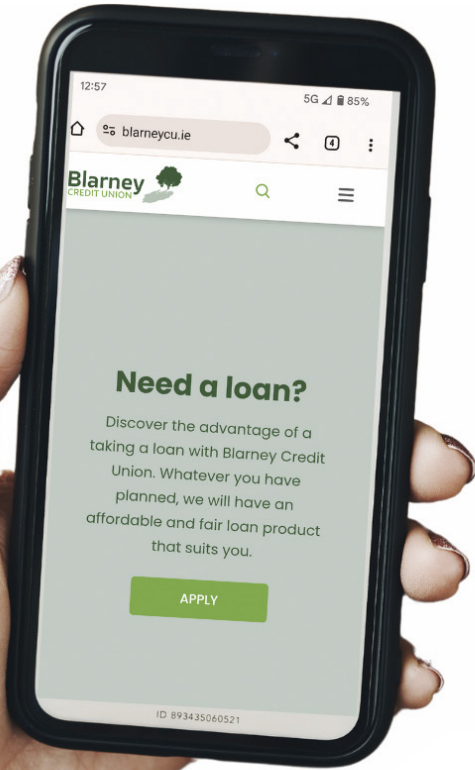 12:57
5G 85%
blarneycu.ie
4
Blarney
CREDIT UNION
Need a loan?
Discover the advantage of a
taking a loan with Blarney Credit
Union. Whatever you have
planned, we will have an
affordable and fair loan product
that suits you.
APPLY
ID 893435060521